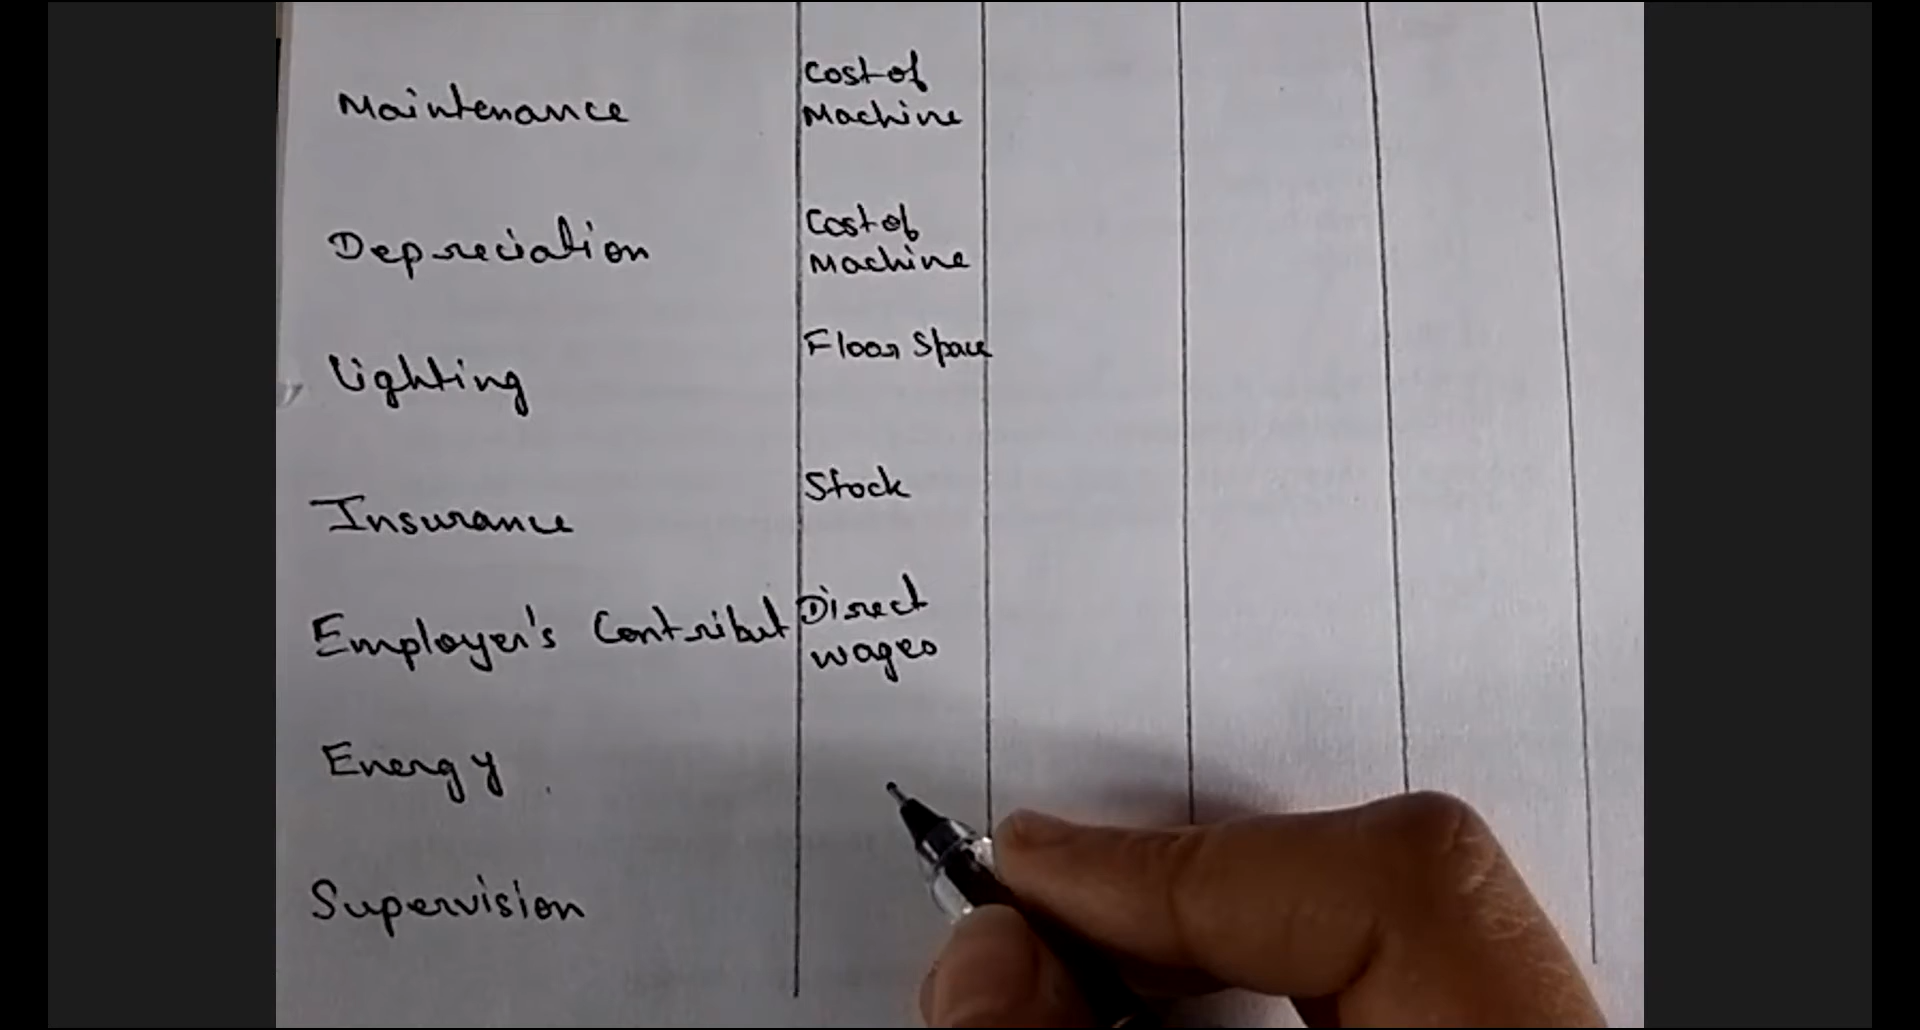 Maintenance
Cost of
Machine
Depreciation
Cost of
Machine
Lighting
Floor Space
Insurance
Stock
Employer's Contribut
Direct
wages
Energy
Supervision